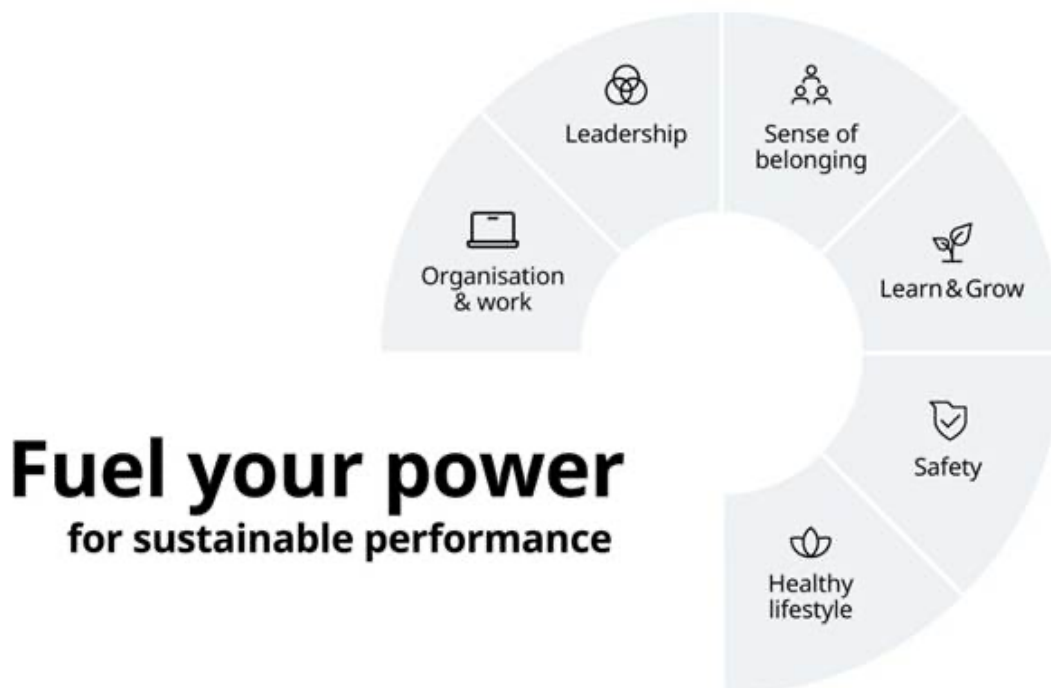 Leadership
Sense of
belonging
Organisation
& work
Learn & Grow
Safety
Healthy
lifestyle
Fuel your power
for sustainable performance